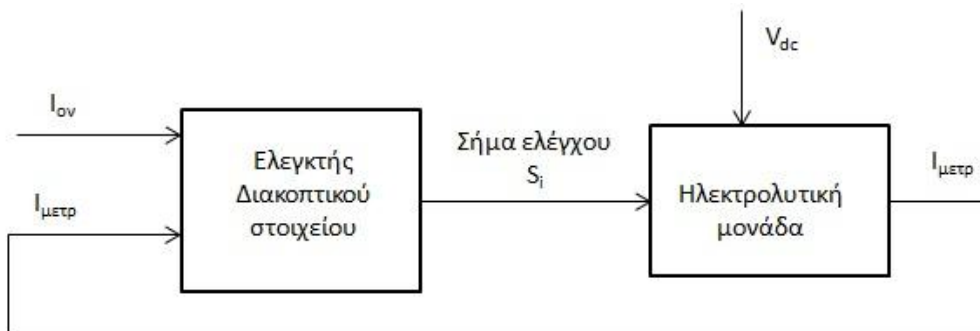 V_dc
I_ον
Ελεγκτής
Διακοπτικού
στοιχείου
Σήμα ελέγχου
S_i
Ηλεκτρολυτική
μονάδα
I_μετρ
I_μετρ